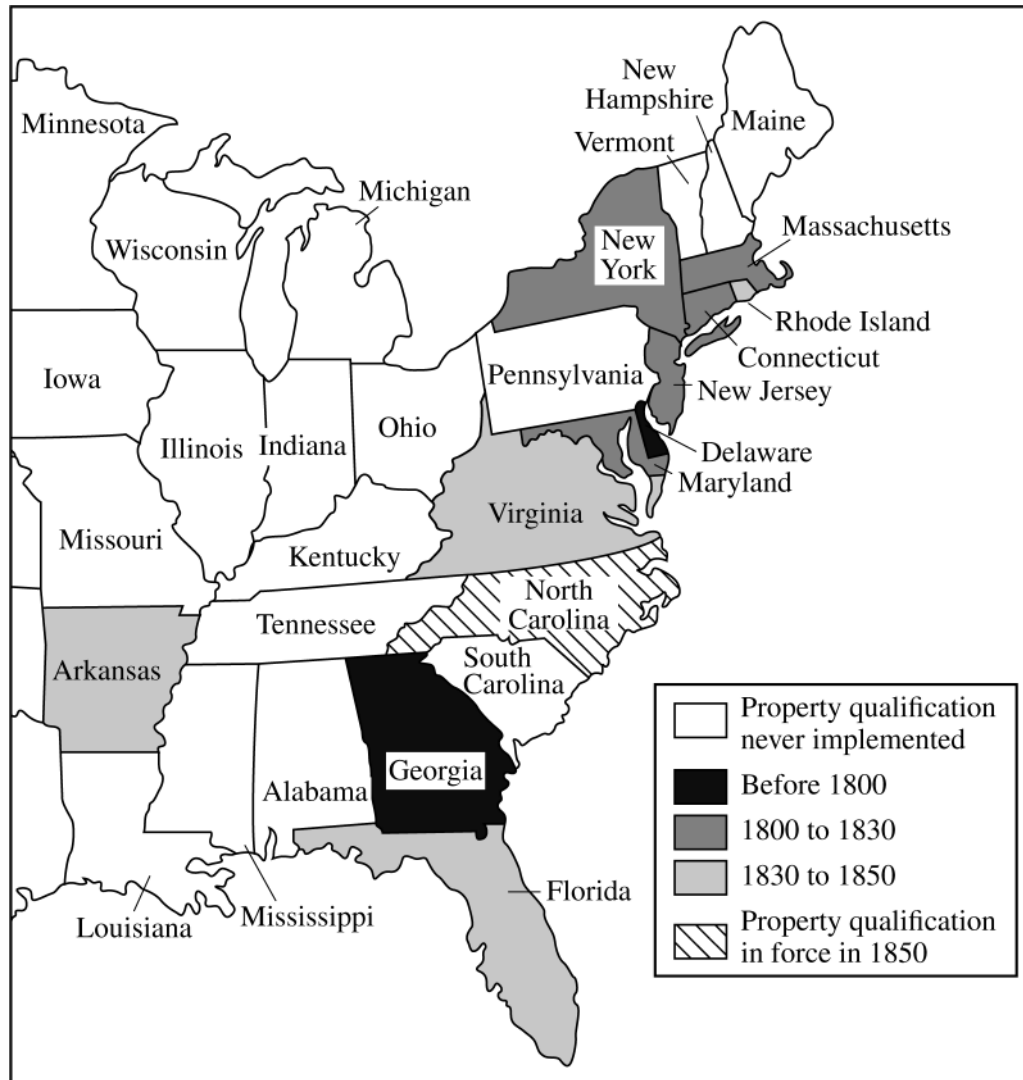 New
Hampshire
Maine
Vermont
Minnesota
Michigan
Massachusetts
Wisconsin
New
York
Rhode Island
Connecticut
Iowa
Pennsylvania
New Jersey
Ohio
Illinois
Indiana
Delaware
Maryland
Virginia
Missouri
Kentucky
North
Carolina
Tennessee
South
Carolina
Arkansas
Georgia
Alabama
Florida
Mississippi
Louisiana
Property qualification
never implemented
Before 1800
1800 to 1830
1830 to 1850
Property qualification
in force in 1850